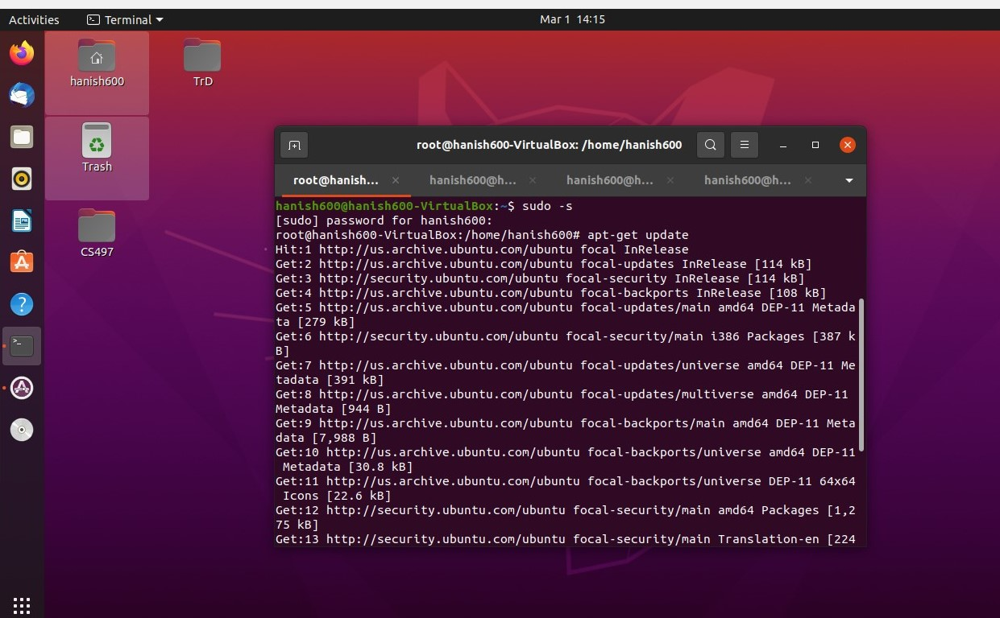 Activities
Terminal
Mar 1 14:15
hanish600
TrD
Trash
CS497
root@hanish600-VirtualBox: /home/hanish600
root@hanish...
hanish600@h...
hanish600@h...
hanish600@h...
hanish600@hanish600-VirtualBox:~$ sudo -s
[sudo] password for hanish600:
root@hanish600-VirtualBox:/home/hanish600# apt-get update
Hit:1 http://us.archive.ubuntu.com/ubuntu focal InRelease
Get:2 http://us.archive.ubuntu.com/ubuntu focal-updates InRelease [114 kB]
Get:3 http://security.ubuntu.com/ubuntu focal-security InRelease [114 kB]
Get:4 http://us.archive.ubuntu.com/ubuntu focal-backports InRelease [108 kB]
Get:5 http://us.archive.ubuntu.com/ubuntu focal-updates/main amd64 DEP-11 Metada
ta [279 kB]
Get:6 http://security.ubuntu.com/ubuntu focal-security/main i386 Packages [387 k
B]
Get:7 http://us.archive.ubuntu.com/ubuntu focal-updates/universe amd64 DEP-11 Me
tadata [391 kB]
Get:8 http://us.archive.ubuntu.com/ubuntu focal-updates/multiverse amd64 DEP-11
Metadata [944 B]
Get:9 http://us.archive.ubuntu.com/ubuntu focal-backports/main amd64 DEP-11 Meta
data [7,988 B]
Get:10 http://us.archive.ubuntu.com/ubuntu focal-backports/universe amd64 DEP-11
 Metadata [30.8 kB]
Get:11 http://us.archive.ubuntu.com/ubuntu focal-backports/universe DEP-11 64x64
 Icons [22.6 kB]
Get:12 http://security.ubuntu.com/ubuntu focal-security/main amd64 Packages [1,2
75 kB]
Get:13 http://security.ubuntu.com/ubuntu focal-security/main Translation-en [224